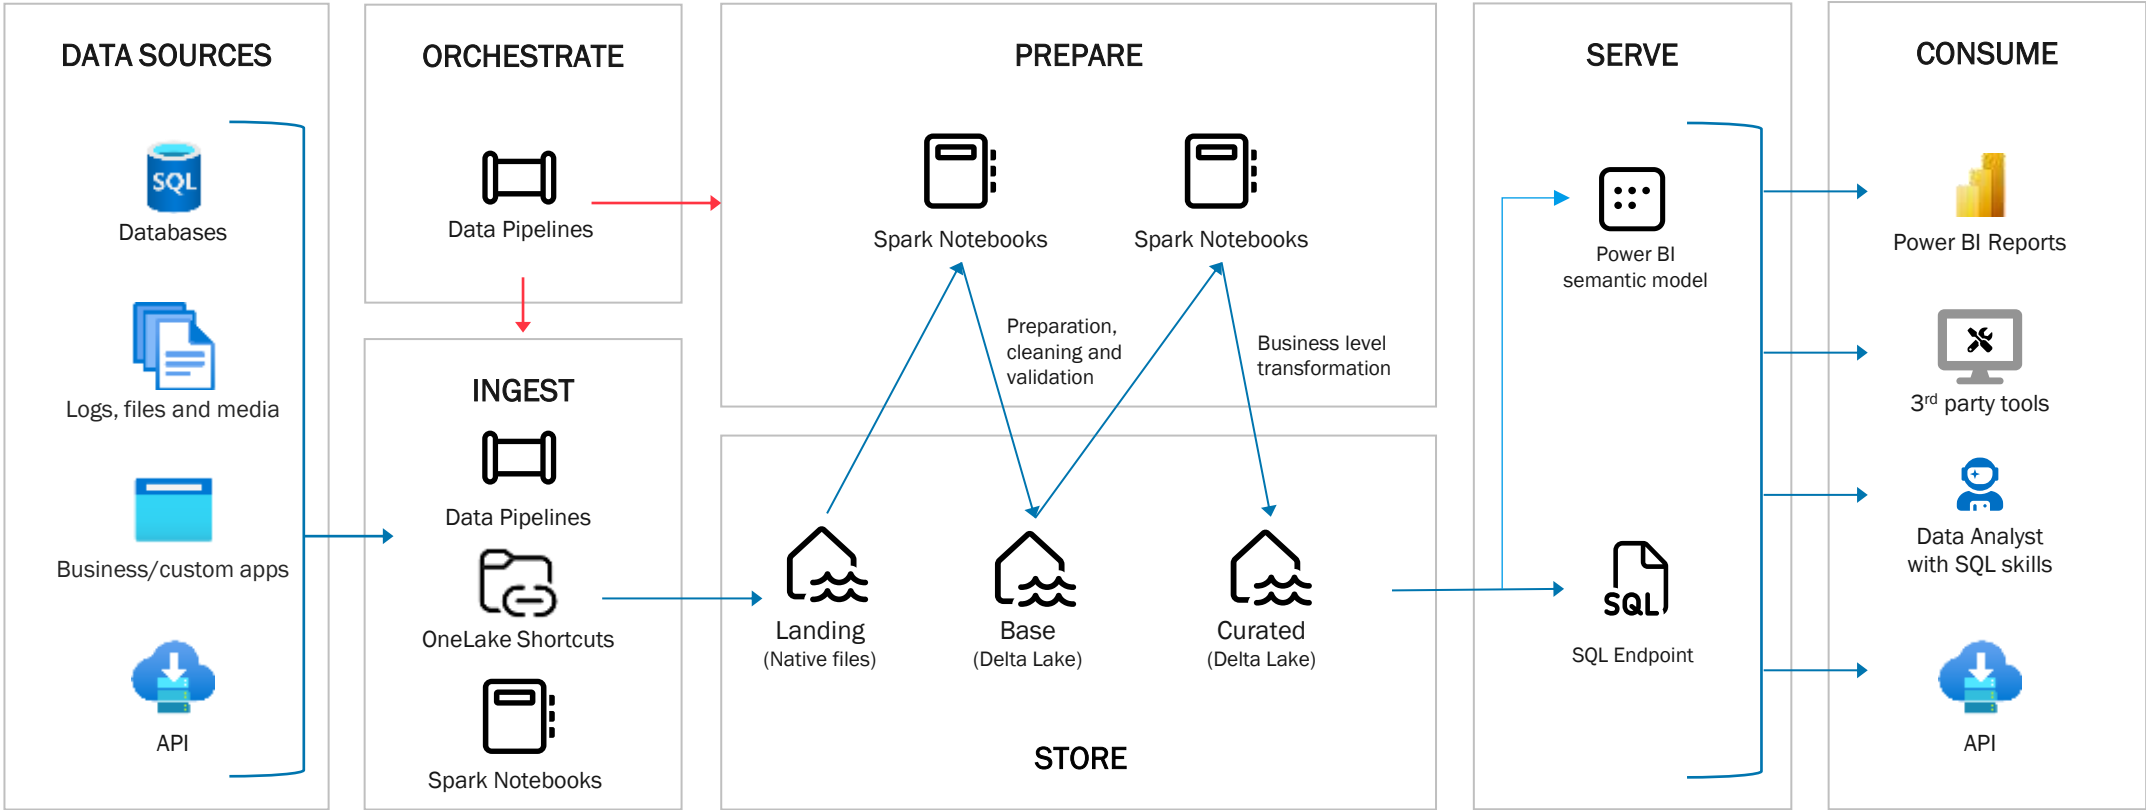 DATA SOURCES
SQL
Databases
Logs, files and media
Business/custom apps
API
ORCHESTRATE
Data Pipelines
INGEST
Data Pipelines
OneLake Shortcuts
Spark Notebooks
PREPARE
Spark Notebooks
Spark Notebooks
Preparation,
cleaning and
validation
Business level
transformation
Landing
(Native files)
Base
(Delta Lake)
Curated
(Delta Lake)
STORE
SERVE
Power BI
semantic model
SQL
SQL Endpoint
CONSUME
Power BI Reports
3rd party tools
Data Analyst
with SQL skills
API